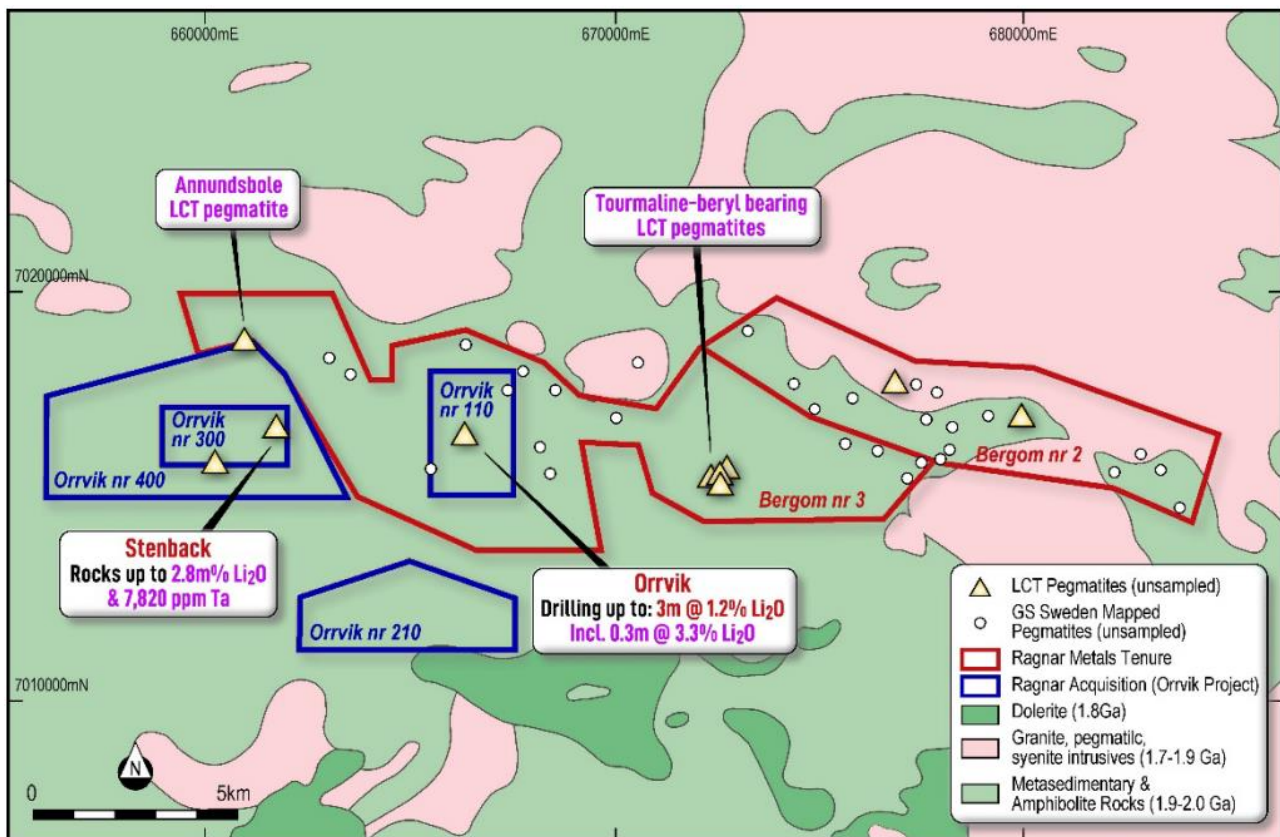 660000mE
670000mE
680000mE
Annundsbole
LCT pegmatite
Tourmaline-beryl bearing
LCT pegmatites
7020000mN
Orrvik
nr 110
Orrvik
nr 300
Orrvik nr 400
Bergom nr 2
Bergom nr 3
Stenback
Rocks up to 2.8m% Li₂O
& 7,820 ppm Ta
Orrvik
Drilling up to: 3m @ 1.2% Li₂O
Incl. 0.3m @ 3.3% Li₂O
Orrvik nr 210
7010000mN
N
0 5km
LCT Pegmatites (unsampled)
GS Sweden Mapped
Pegmatites (unsampled)
Ragnar Metals Tenure
Ragnar Acquisition (Orrvik Project)
Dolerite (1.8Ga)
Granite, pegmatilc,
syenite intrusives (1.7-1.9 Ga)
Metasedimentary &
Amphibolite Rocks (1.9-2.0 Ga)